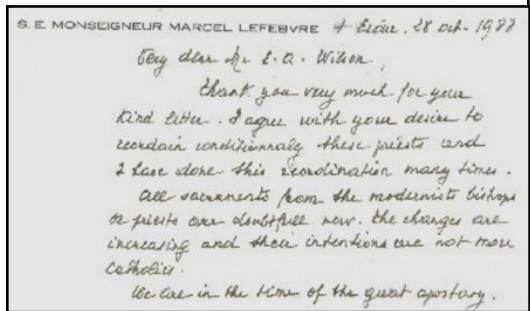 S. E. MONSEIGNEUR MARCEL LEFEBVRE + Ecône, 28 oct. 1988
Very dear Mr. E. Q. Wilson,
thank you very much for your
kind letter. I agree with your desire to
reordain conditionnaly these priests and
I have done this reordination many times.
All sacraments from the modernists bishops
or priests are doubtfull now. the changes are
increasing and their intentions are not more
Catholics.
We are in the time of the great apostasy.